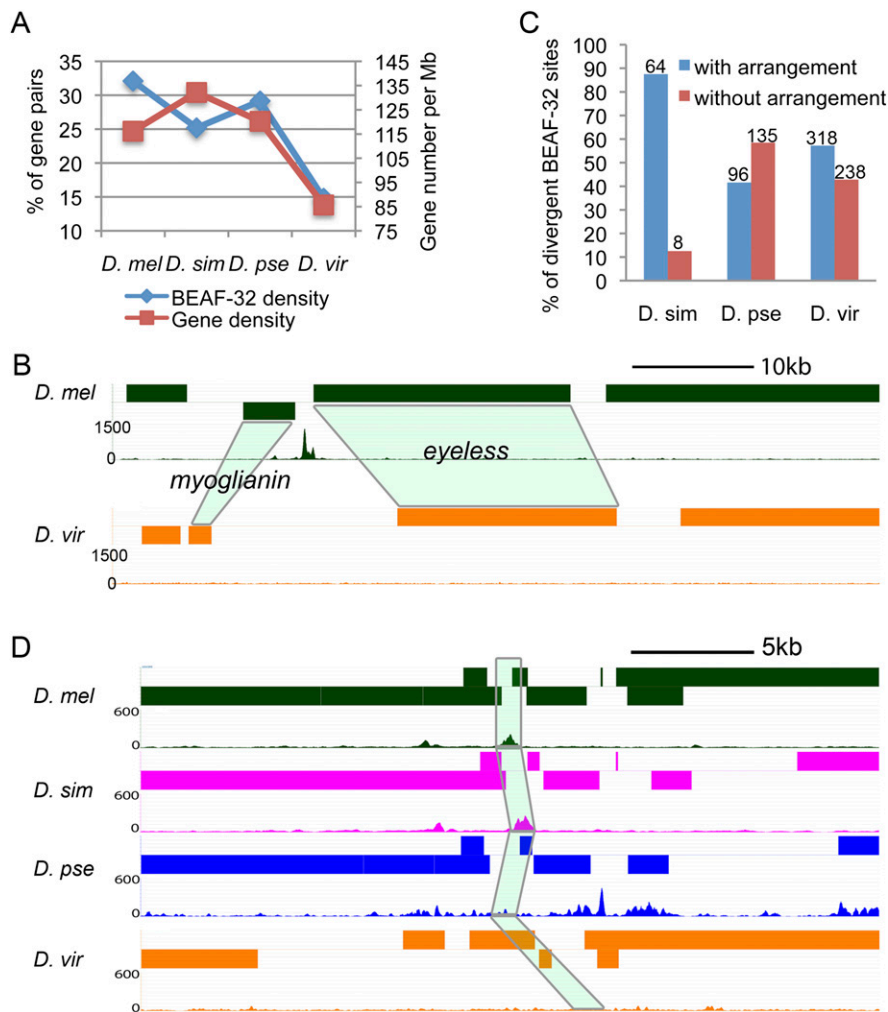 A
% of gene pairs
35
30
25
20
15
10
145
135
125
115
105
95
85
75
Gene number per Mb
D. mel D. sim D. pse D. vir
BEAF-32 density
Gene density
C
% of divergent BEAF-32 sites
100
90
80
70
60
50
40
30
20
10
0
with arrangement
without arrangement
64
8
96
135
318
238
D. sim D. pse D. vir
B
10kb
D. mel
1500
0
myoglianin
eyeless
D. vir
1500
0
D
5kb
D. mel
600
0
D. sim
600
0
D. pse
600
0
D. vir
600
0